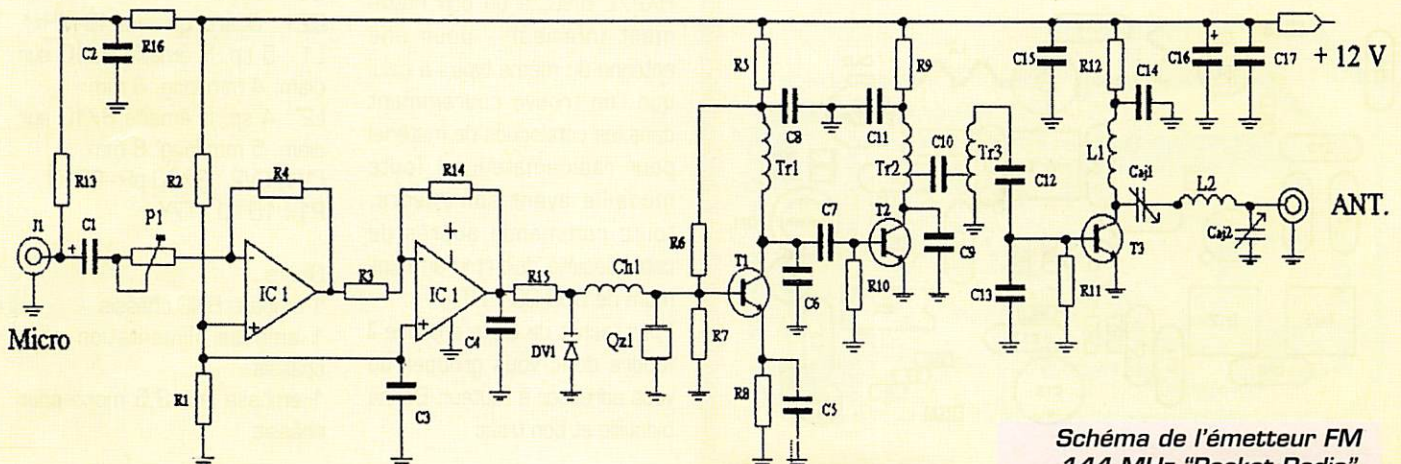 C2
R16
R13
J1
C1
P1
Micro
R2
R1
R4
-
+
IC 1
R3
C3
R14
+
-
+
IC 1
C4
R15
DV1
Ch1
Qz1
R6
R7
R5
C8
Tr1
T1
R8
C5
C6
C7
R10
C11
R9
Tr2
T2
C9
C10
Tr3
C12
C13
R11
C15
R12
C14
L1
Caj1
T3
L2
Caj2
ANT.
C16
+
C17
+ 12 V
Schéma de l'émetteur FM